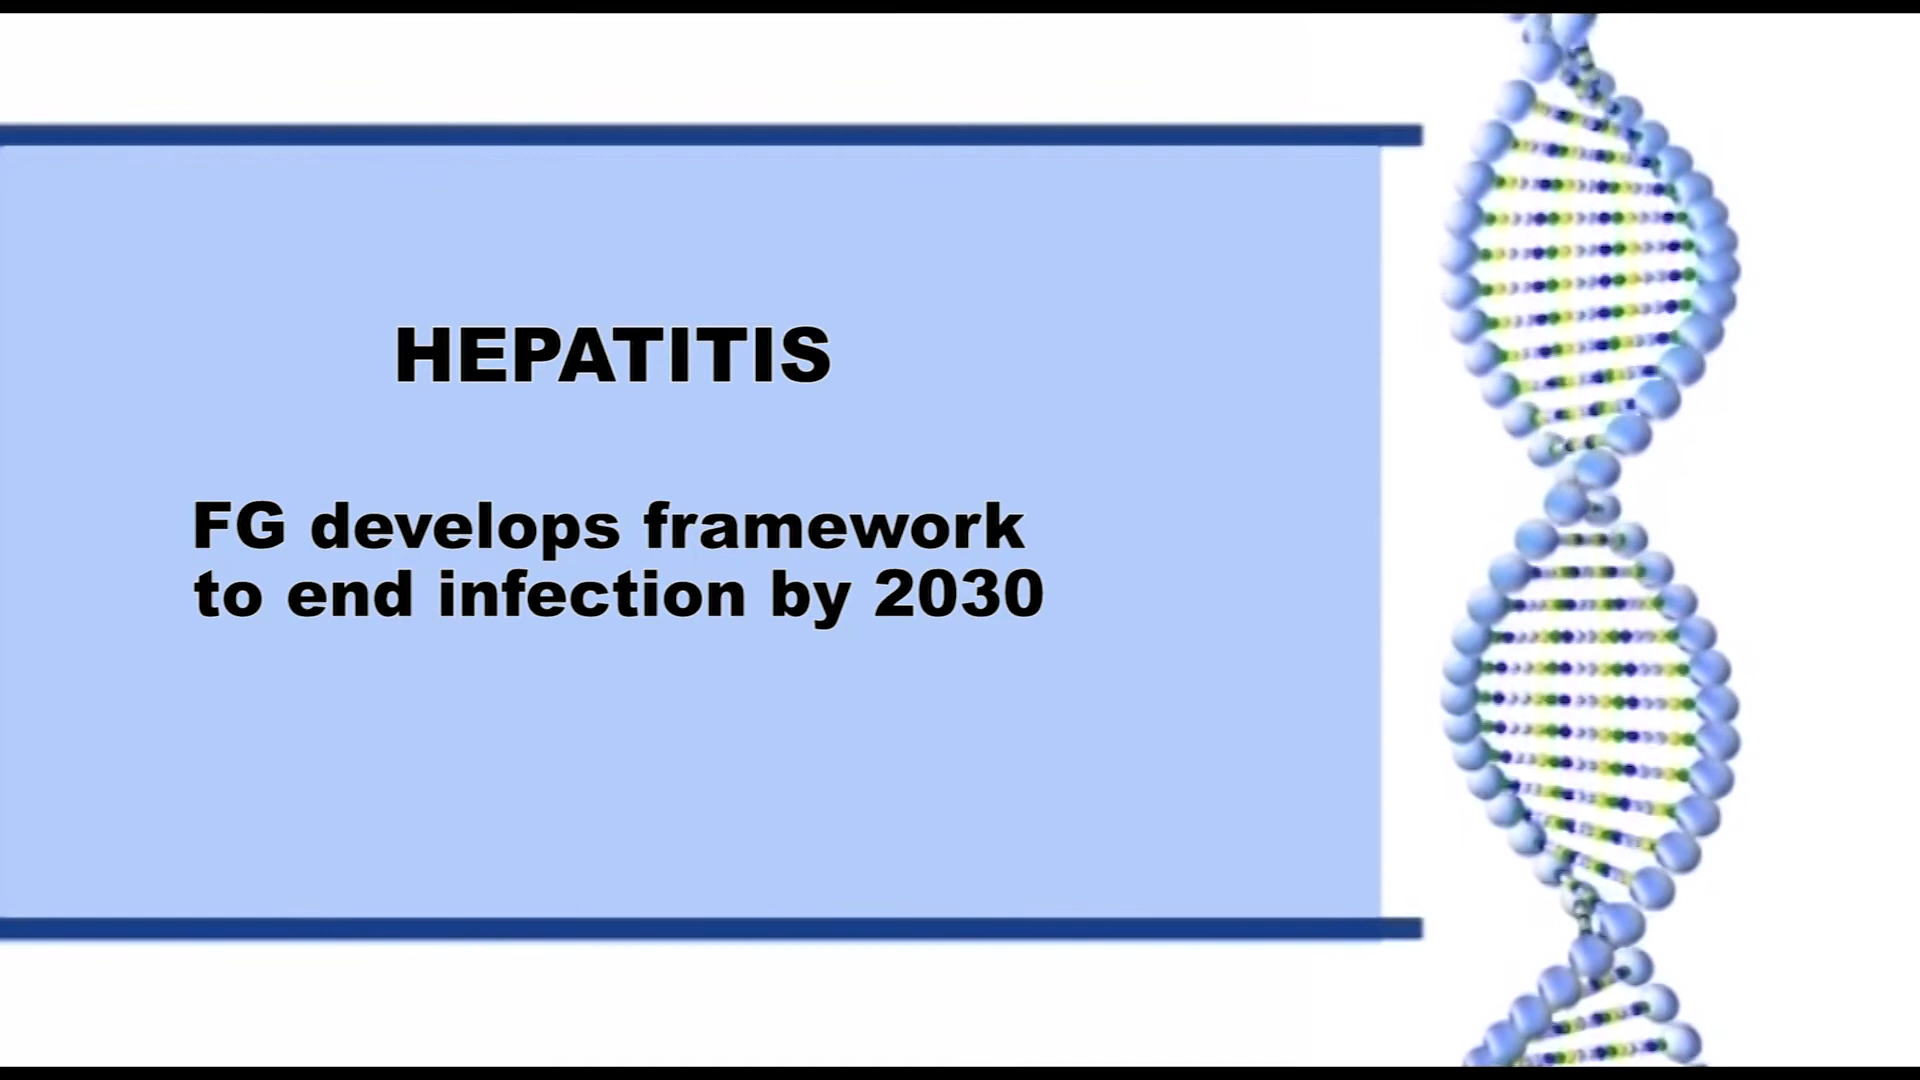 HEPATITIS
FG develops framework
to end infection by 2030